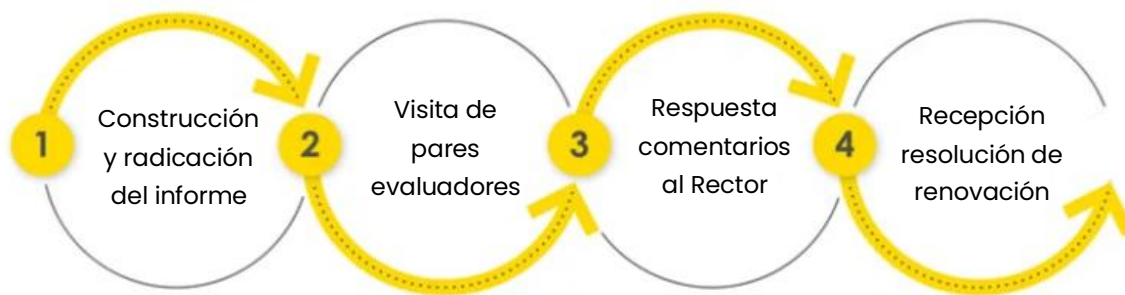 1
Construcción
y radicación
del informe
2
Visita de
pares
evaluadores
3
Respuesta
comentarios
al Rector
4
Recepción
resolución de
renovación